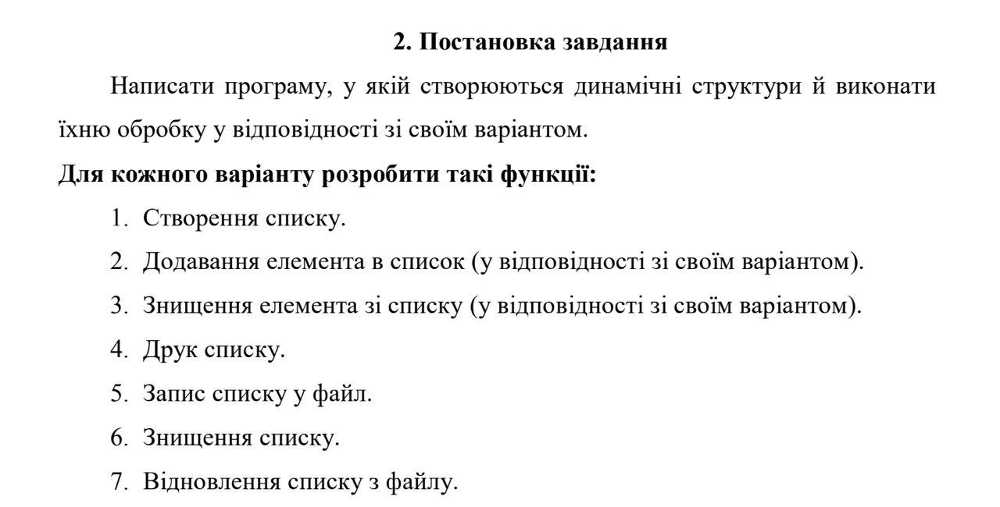 2. Постановка завдання
Написати програму, у якій створюються динамічні структури й виконати
їхню обробку у відповідності зі своїм варіантом.
Для кожного варіанту розробити такі функції:
1. Створення списку.
2. Додавання елемента в список (у відповідності зі своїм варіантом).
3. Знищення елемента зі списку (у відповідності зі своїм варіантом).
4. Друк списку.
5. Запис списку у файл.
6. Знищення списку.
7. Відновлення списку з файлу.